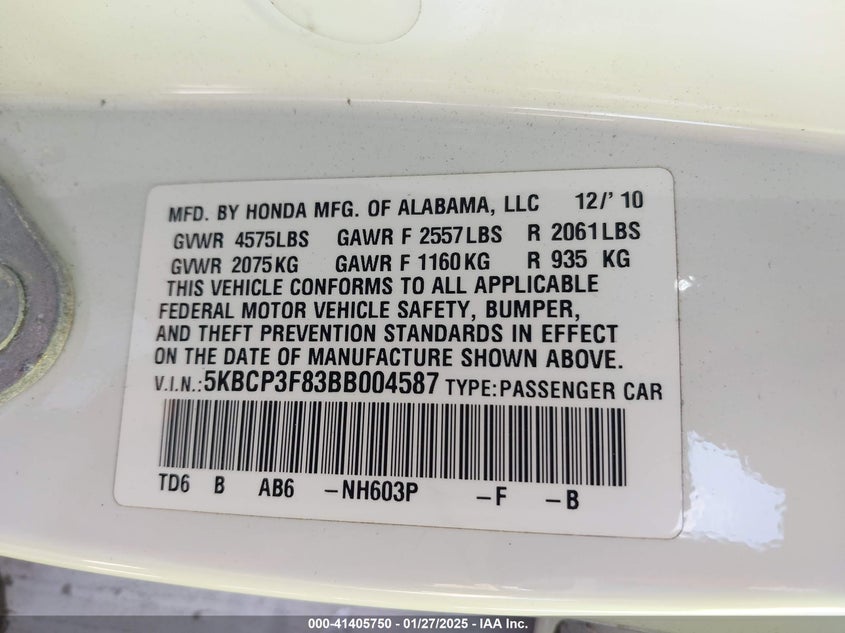 MFD. BY HONDA MFG. OF ALABAMA, LLC 12/'10
GVWR 4575LBS GAWR F 2557LBS R 2061LBS
GVWR 2075KG GAWR F 1160KG R 935 KG
THIS VEHICLE CONFORMS TO ALL APPLICABLE
FEDERAL MOTOR VEHICLE SAFETY, BUMPER,
AND THEFT PREVENTION STANDARDS IN EFFECT
ON THE DATE OF MANUFACTURE SHOWN ABOVE.
V.I.N.:5KBCP3F83BB004587 TYPE:PASSENGER CAR
TD6 B AB6 -NH603P -F -B
000-41405750 - 01/27/2025 - IAA Inc.